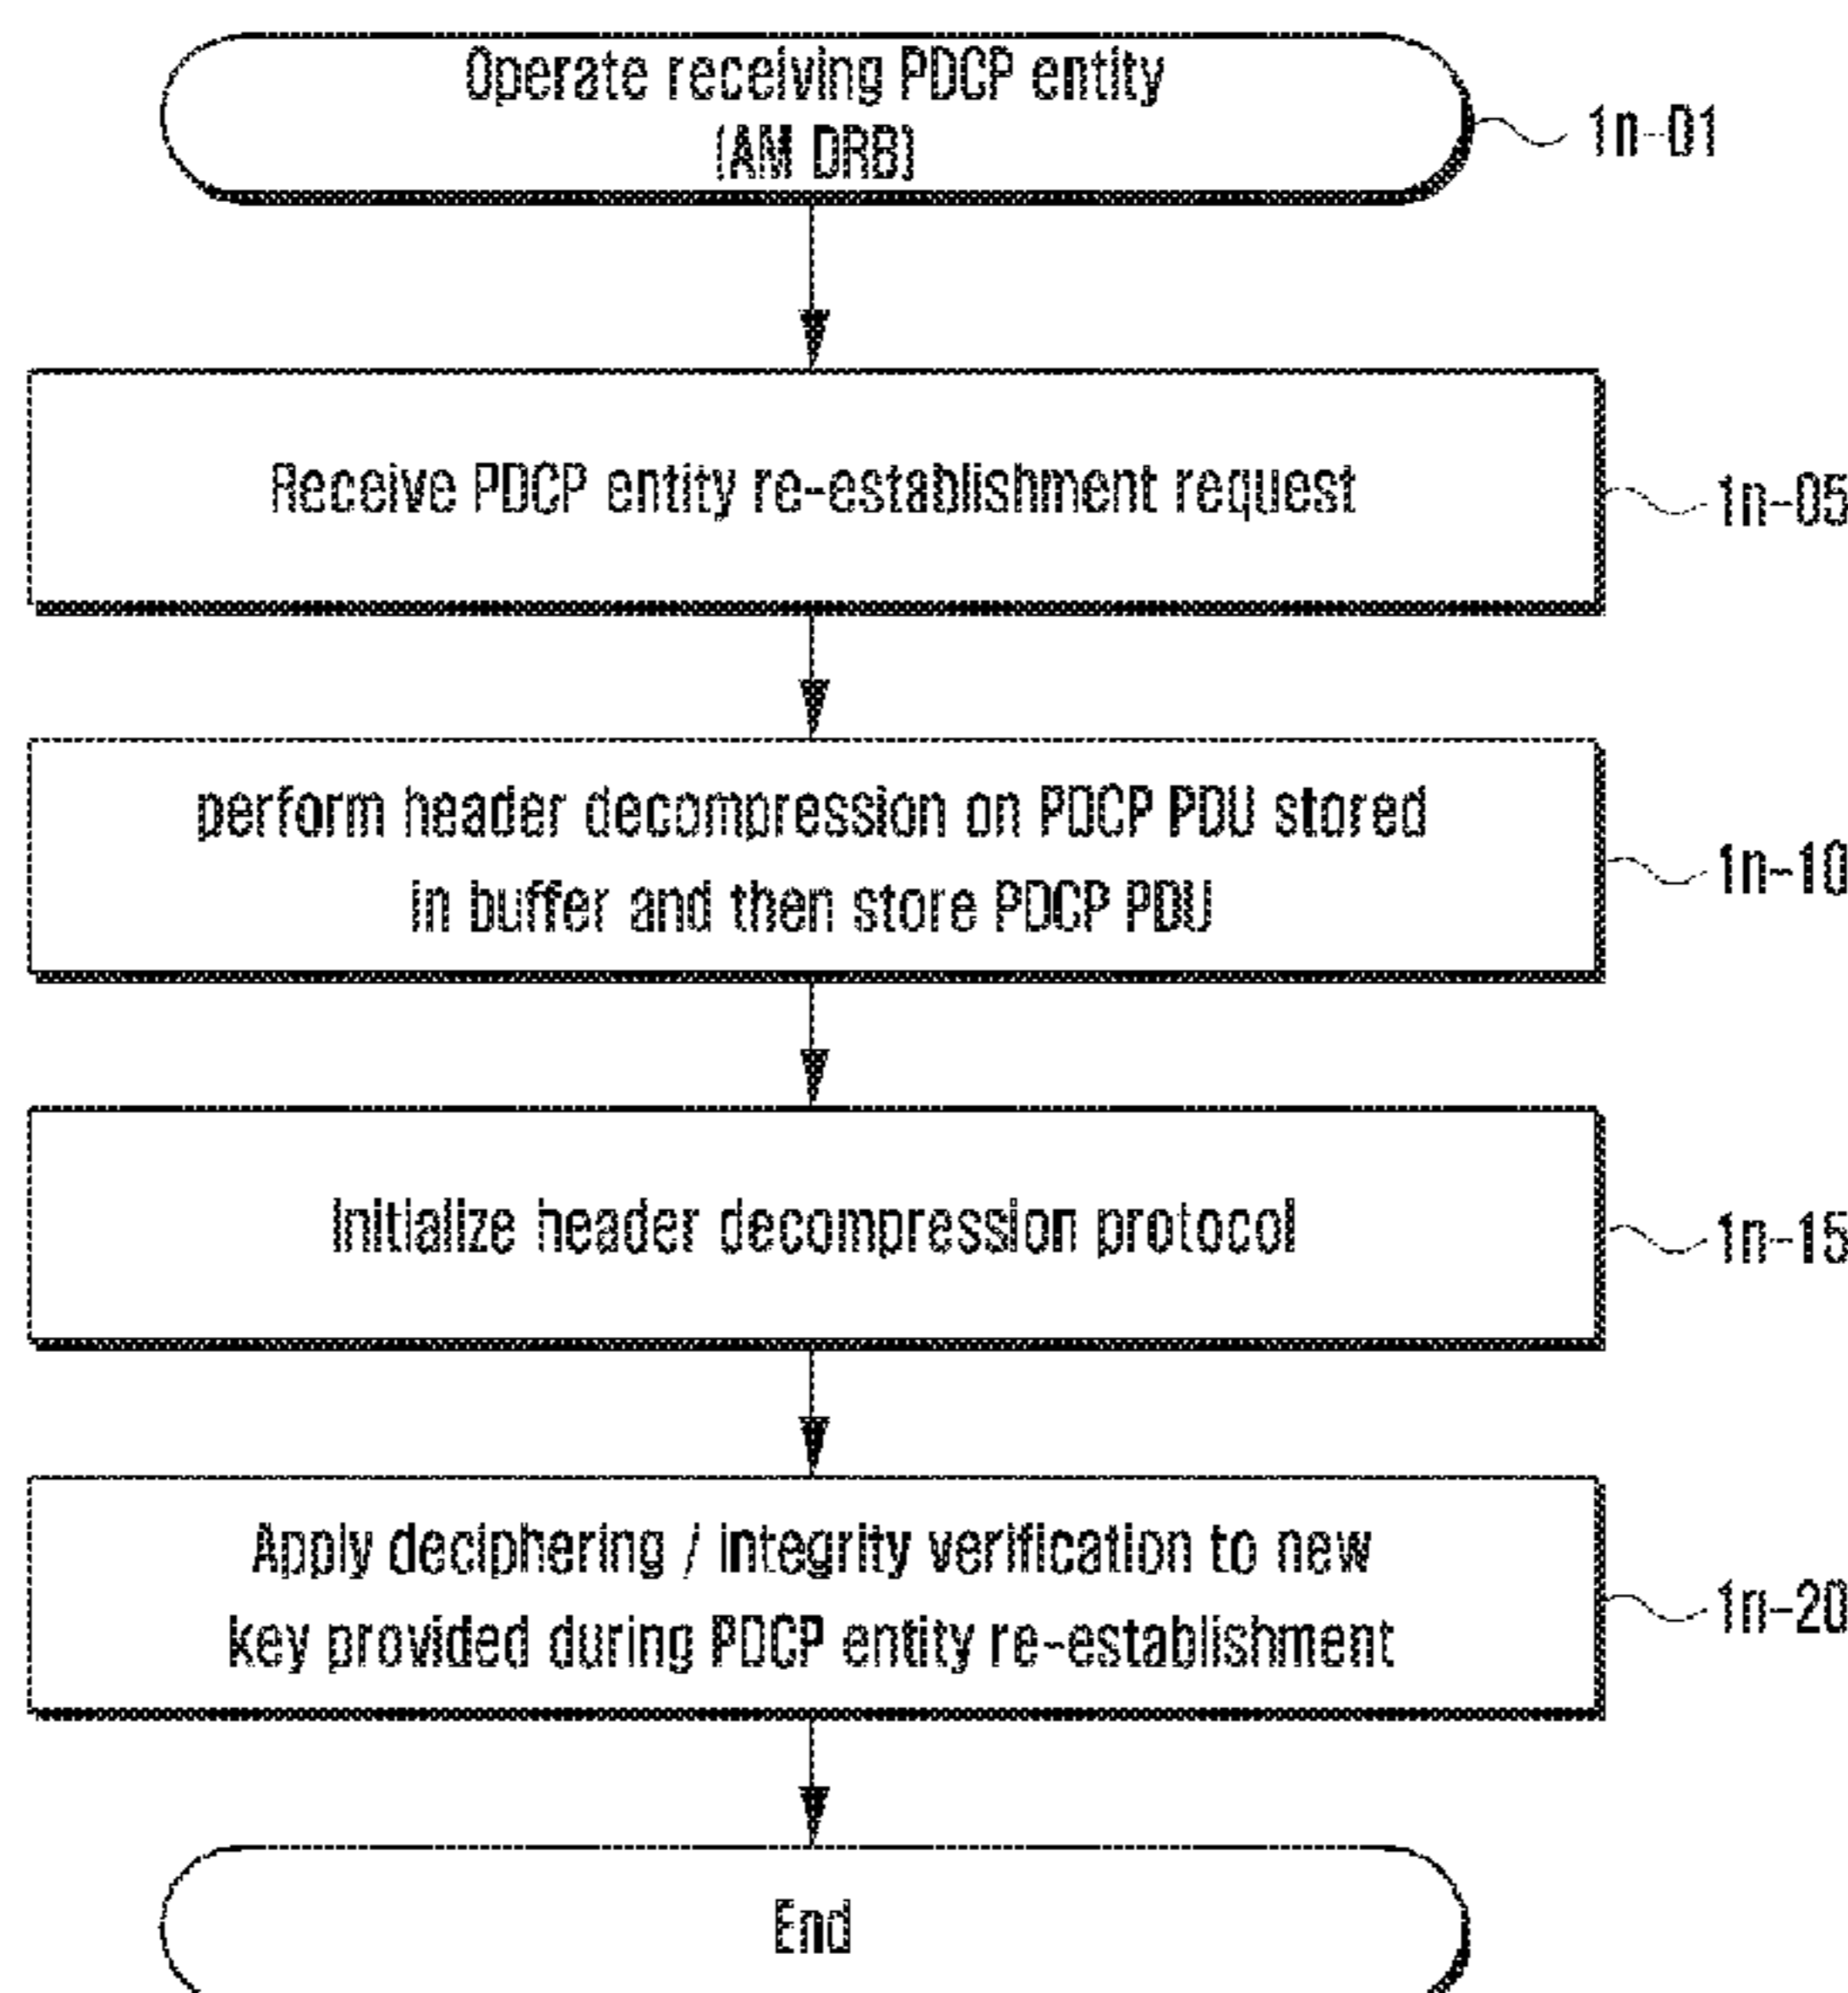 Operate receiving PDCP entity
(AM DRB)
1n-01
Receive PDCP entity re-establishment request
1n-05
perform header decompression on PDCP PDU stored
in buffer and then store PDCP PDU
1n-10
Initialize header decompression protocol
1n-15
Apply deciphering / integrity verification to new
key provided during PDCP entity re-establishment
1n-20
End